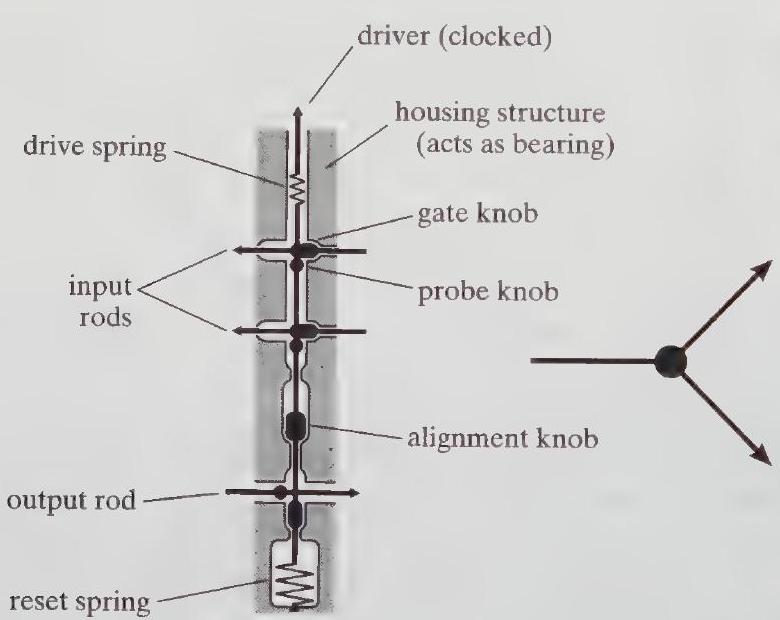 driver (clocked)
housing structure
(acts as bearing)
drive spring
gate knob
probe knob
input
rods
alignment knob
output rod
reset spring